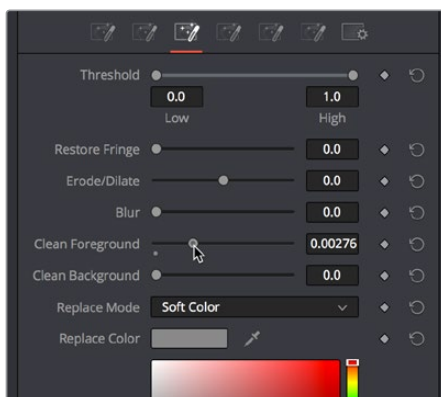 Threshold
0.0 1.0
Low High
Restore Fringe 0.0
Erode/Dilate 0.0
Blur 0.0
Clean Foreground 0.00276
Clean Background 0.0
Replace Mode Soft Color
Replace Color